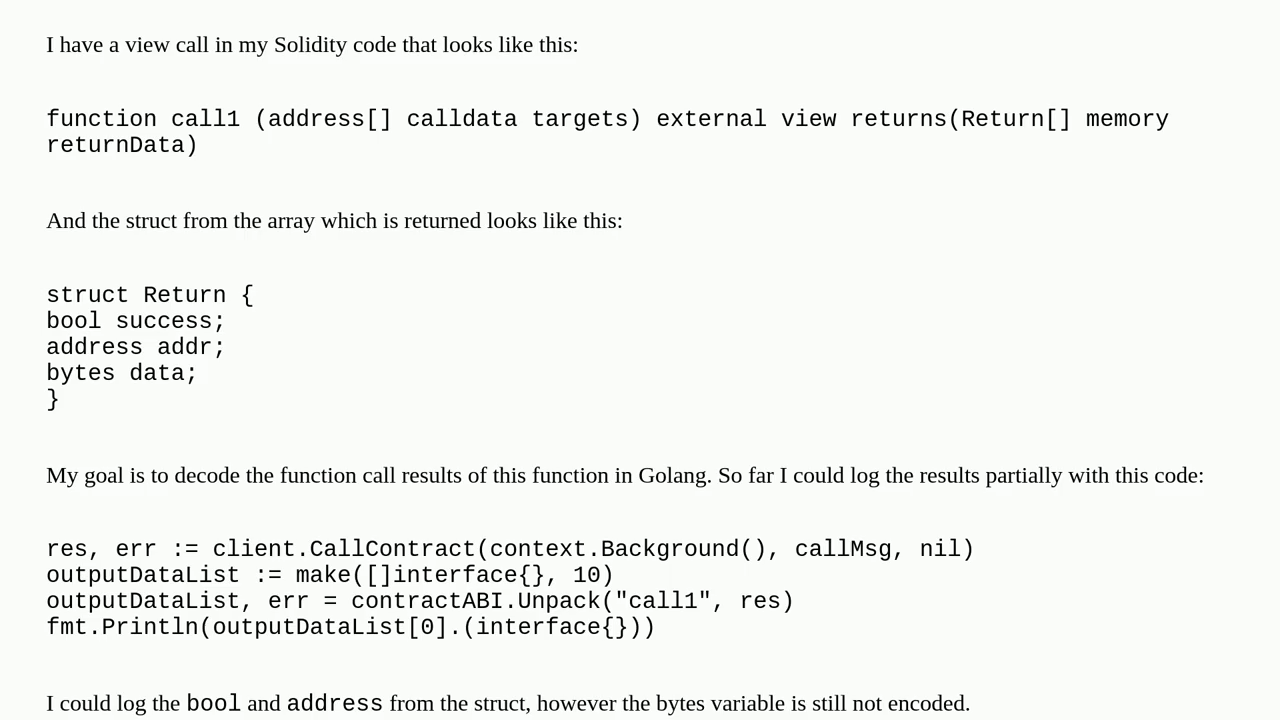 I have a view call in my Solidity code that looks like this:
function call1 (address[] calldata targets) external view returns(Return[] memory
returnData)
And the struct from the array which is returned looks like this:
struct Return {
bool success;
address addr;
bytes data;
}
My goal is to decode the function call results of this function in Golang. So far I could log the results partially with this code:
res, err := client.CallContract(context.Background(), callMsg, nil)
outputDataList := make([]interface{}, 10)
outputDataList, err = contractABI.Unpack("call1", res)
fmt.Println(outputDataList[0].(interface{}))
I could log the bool and address from the struct, however the bytes variable is still not encoded.